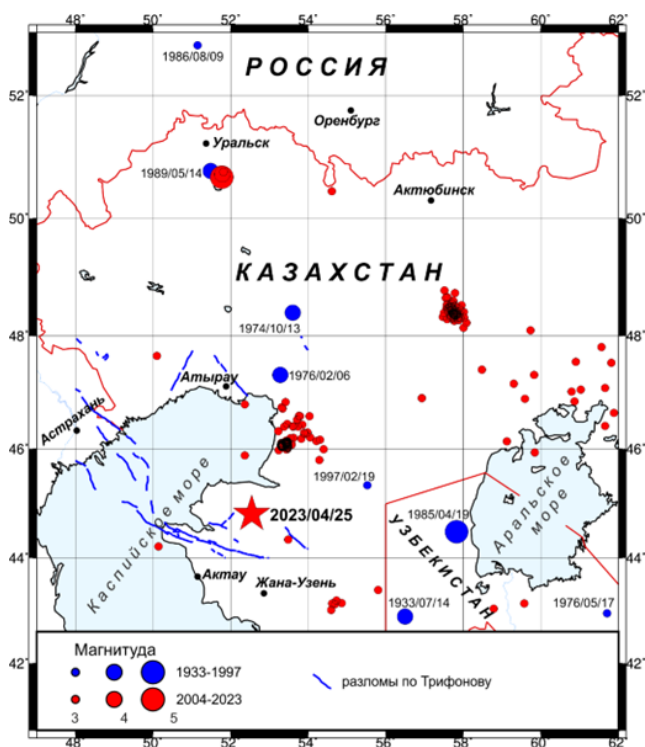 48˚ 50˚ 52˚ 54˚ 56˚ 58˚ 60˚ 62˚
1986/08/09
РОССИЯ
52˚ 52˚
Оренбург
Уральск
1989/05/14
Актюбинск
50˚ 50˚
КАЗАХСТАН
48˚ 48˚
1974/10/13
1976/02/06
Атырау
Астрахань
46˚ 46˚
1997/02/19
2023/04/25
1985/04/19
Каспийское море
Аральское
море
УЗБЕКИСТАН
44˚ 44˚
Актау
Жана-Узень
1933/07/14
1976/05/17
Магнитуда
42˚ 42˚
1933-1997
разломы по Трифонову
2004-2023
3 4 5
48˚ 50˚ 52˚ 54˚ 56˚ 58˚ 60˚ 62˚